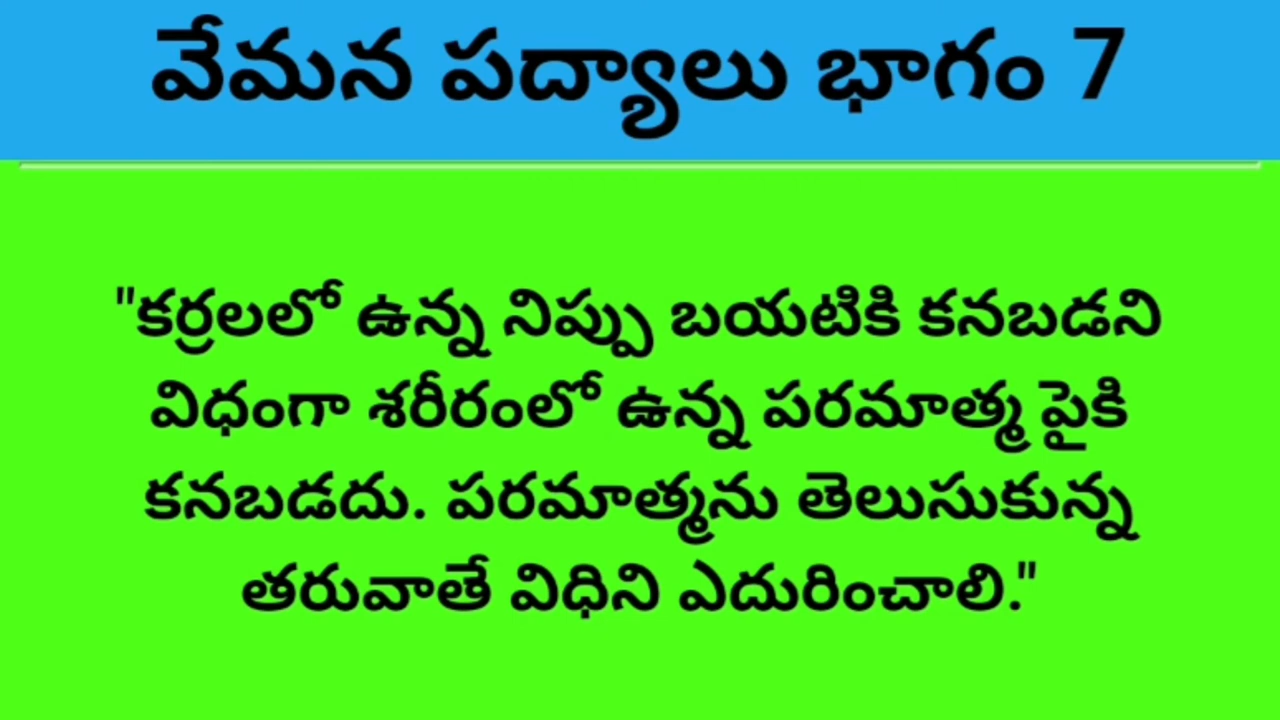 వేమన పద్యాలు భాగం 7
"కర్రలలో ఉన్న నిప్పు బయటికి కనబడని
విధంగా శరీరంలో ఉన్న పరమాత్మ పైకి
కనబడదు. పరమాత్మను తెలుసుకున్న
తరువాతే విధిని ఎదురించాలి."